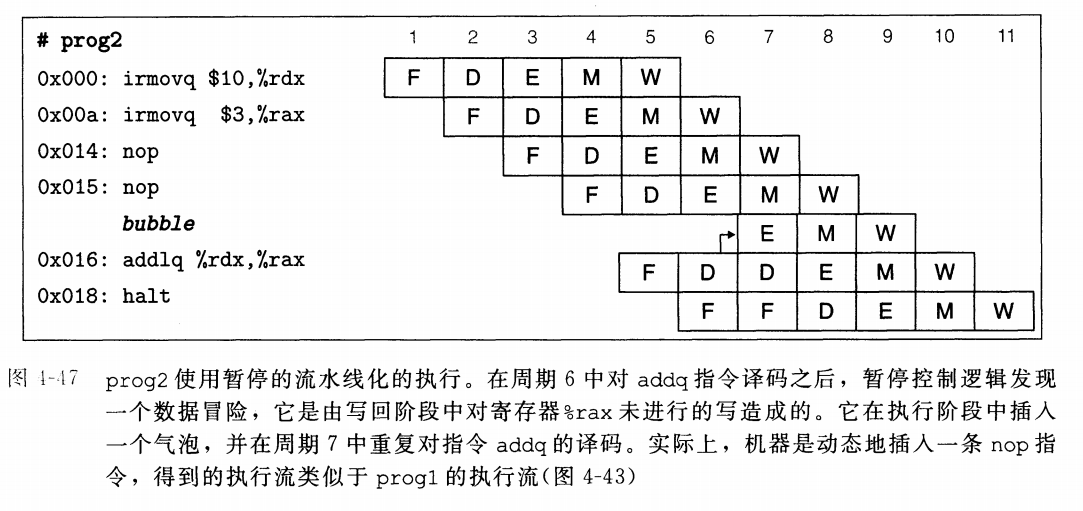 # prog2 1 2 3 4 5 6 7 8 9 10 11
0x000: irmovq $10,%rdx F D E M W
0x00a: irmovq $3,%rax F D E M W
0x014: nop F D E M W
0x015: nop F D E M W
bubble E M W
0x016: addlq %rdx,%rax F D D E M W
0x018: halt F F D E M W
图 4-47 prog2 使用暂停的流水线化的执行。在周期 6 中对 addq 指令译码之后，暂停控制逻辑发现
一个数据冒险，它是由写回阶段中对寄存器%rax 未进行的写造成的。它在执行阶段中插入
一个气泡，并在周期 7 中重复对指令 addq 的译码。实际上，机器是动态地插入一条 nop 指
令，得到的执行流类似于 prog1 的执行流(图 4-43)